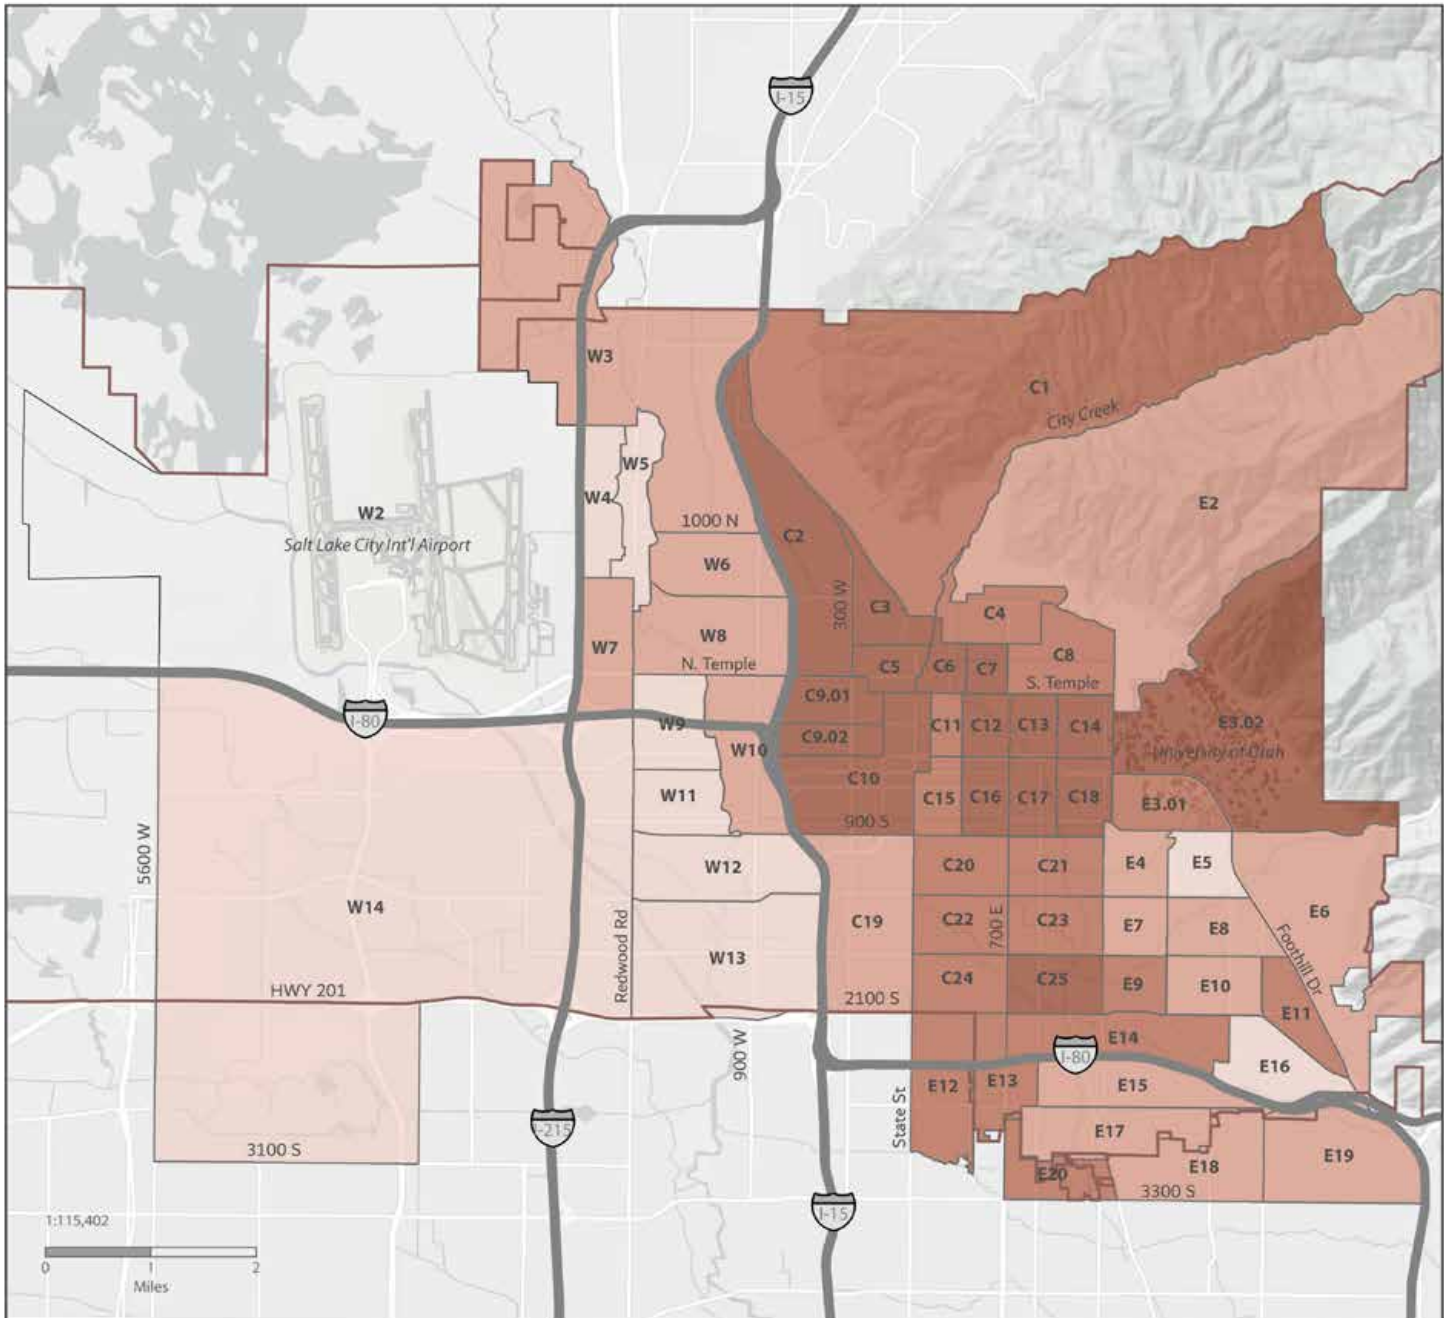 N
I-15
W3
C1
City Creek
W5
W4
E2
W2
1000 N
C2
Salt Lake City Int'l Airport
W6
300 W
C3
C4
W7
W8
C8
N. Temple
C5
C6
C7
S. Temple
C9.01
I-80
W9
C11
C12
C13
C14
E3.02
C9.02
W10
University of Utah
C10
W11
C15
C16
C17
C18
E3.01
900 S
5600 W
W12
C20
C21
E4
E5
W14
C19
C22
700 E
C23
E7
E8
E6
Redwood Rd
W13
Foothill Dr
C24
C25
E9
E10
HWY 201
2100 S
E11
900 W
E14
I-80
E16
State St
E12
E13
E15
I-215
E17
3100 S
E20
E18
E19
3300 S
I-15
1:115,402
0 1 2
Miles